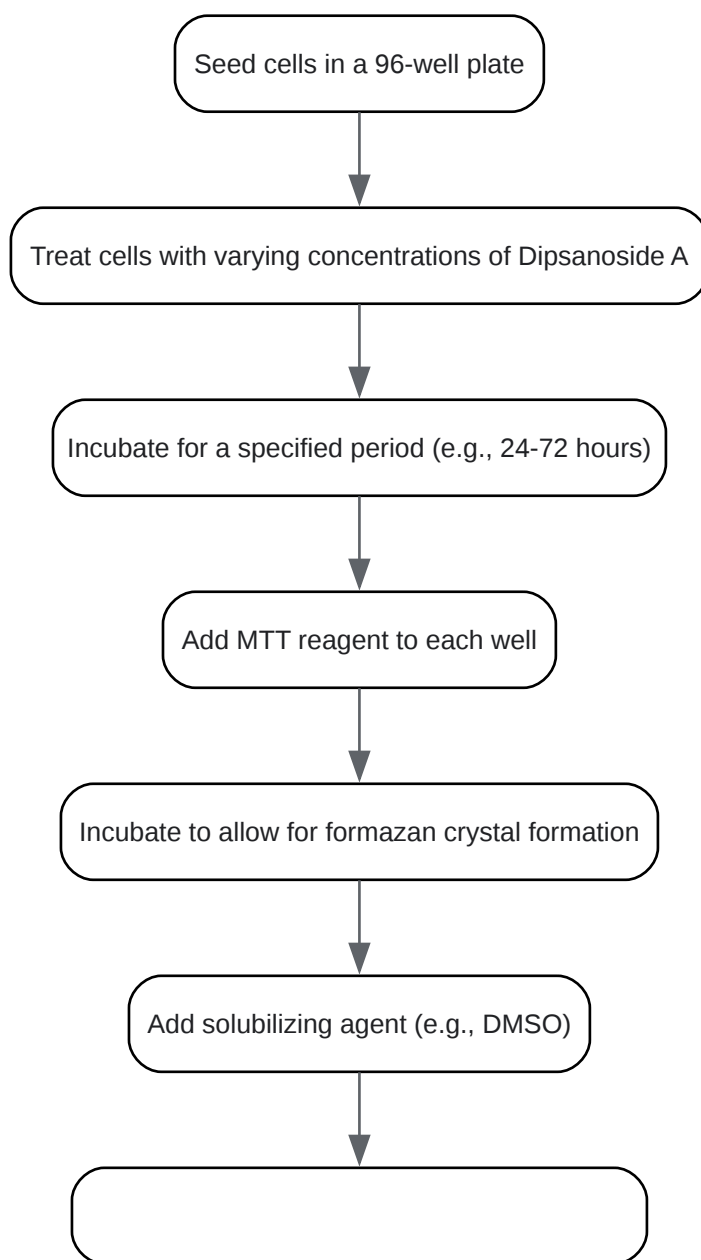 Seed cells in a 96-well plate
Treat cells with varying concentrations of Dipsanoside A
Incubate for a specified period (e.g., 24-72 hours)
Add MTT reagent to each well
Incubate to allow for formazan crystal formation
Add solubilizing agent (e.g., DMSO)